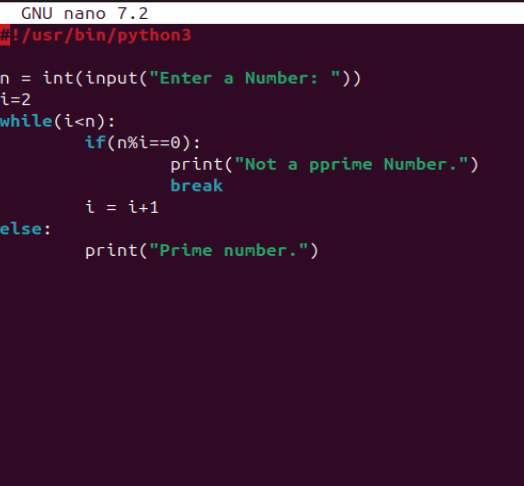 GNU nano 7.2
#!/usr/bin/python3
n = int(input("Enter a Number: "))
i=2
while(i<n):
        if(n%i==0):
                print("Not a pprime Number.")
                break
        i = i+1
else:
        print("Prime number.")